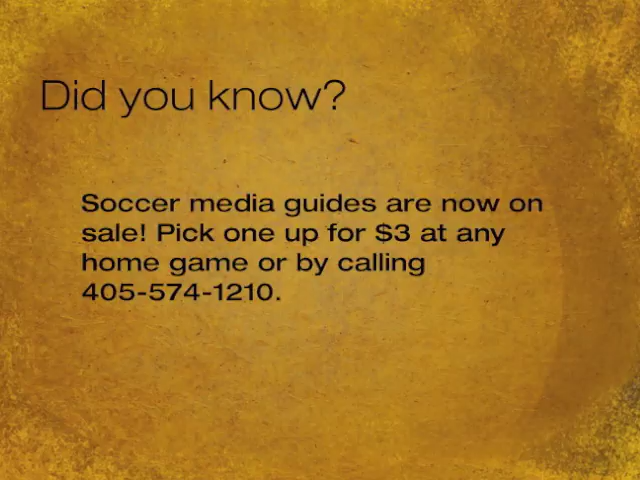 Did you know?
Soccer media guides are now on
sale! Pick one up for $3 at any
home game or by calling
405-574-1210.